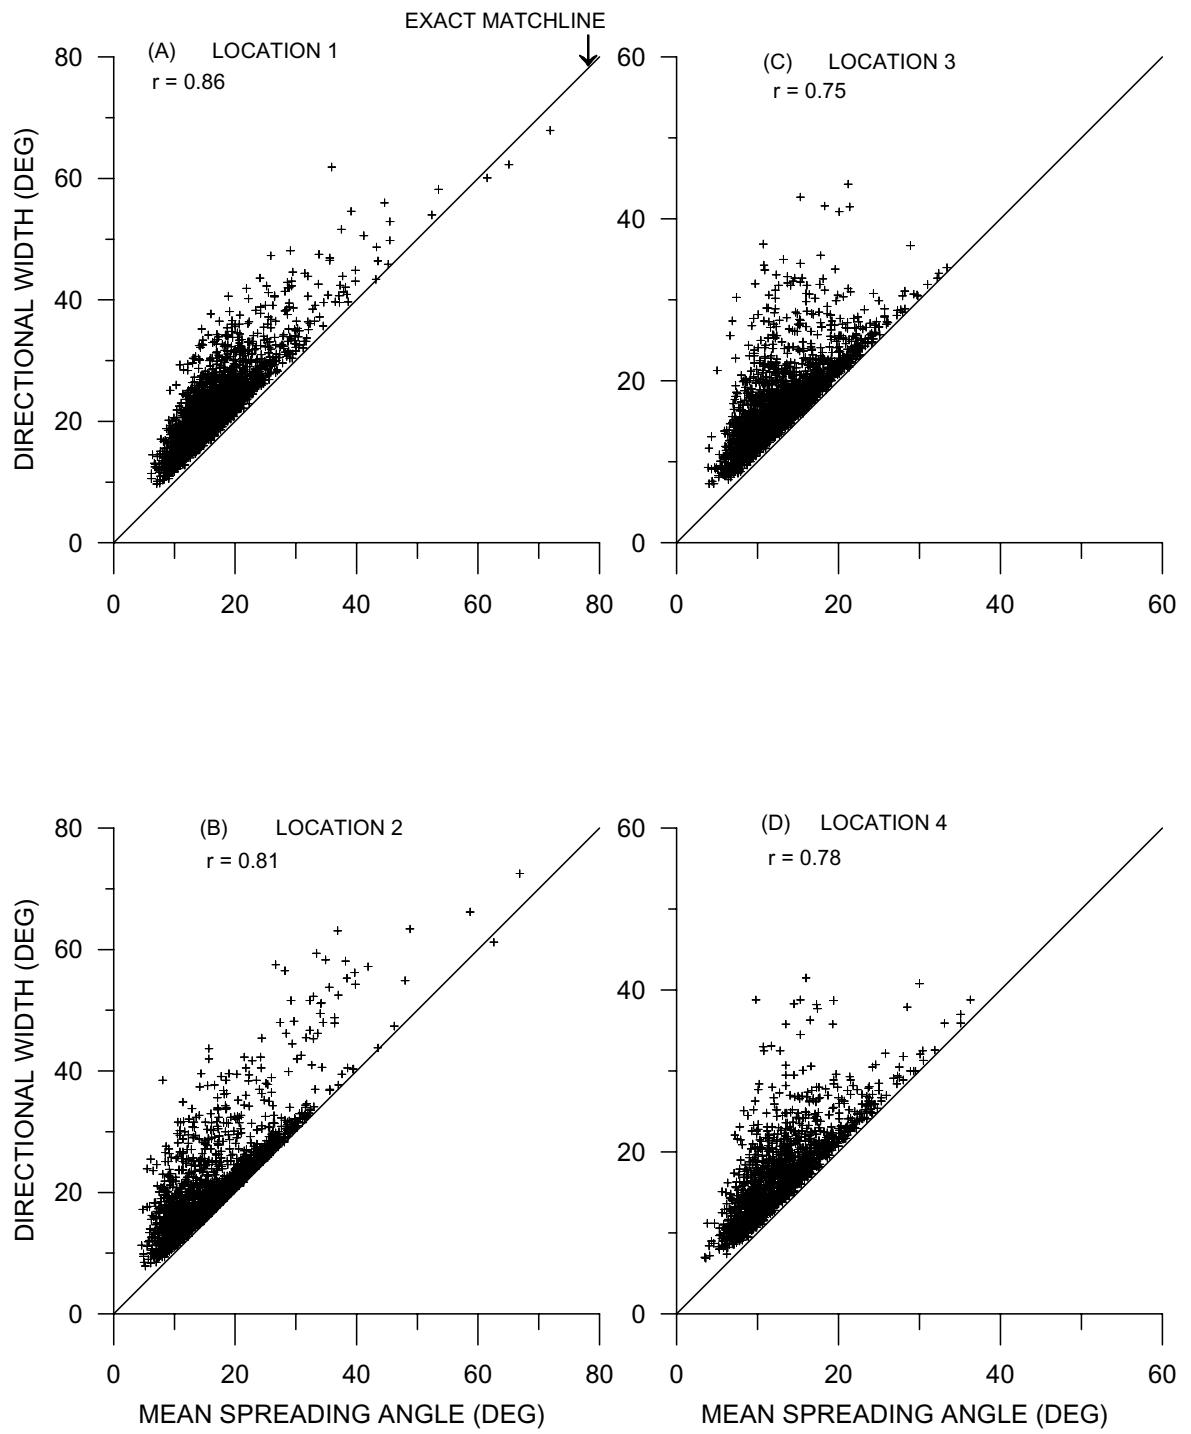 EXACT MATCHLINE
(A) LOCATION 1
r = 0.86
80
60
40
20
0
0 20 40 60 80
DIRECTIONAL WIDTH (DEG)
(C) LOCATION 3
r = 0.75
60
40
20
0
0 20 40 60
(B) LOCATION 2
r = 0.81
80
60
40
20
0
0 20 40 60 80
DIRECTIONAL WIDTH (DEG)
MEAN SPREADING ANGLE (DEG)
(D) LOCATION 4
r = 0.78
60
40
20
0
0 20 40 60
MEAN SPREADING ANGLE (DEG)